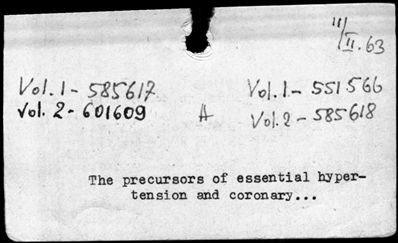 11/II.63
Vol. 1 - 585617 Vol. 1 - 551566
Vol. 2 - 601609 A Vol. 2 - 585618
The precursors of essential hyper-
tension and coronary...